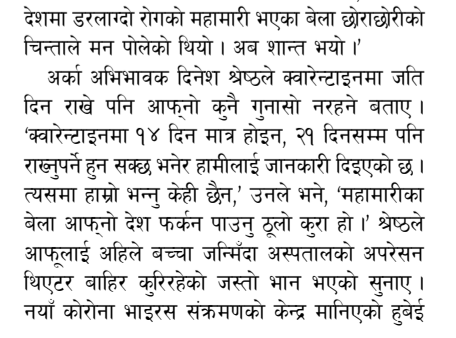 देशमा डरलाग्दो रोगको महामारी भएका बेला छोराछोरीको
चिन्ताले मन पोलेको थियो । अब शान्त भयो ।’
अर्का अभिभावक दिनेश श्रेष्ठले क्वारेन्टाइनमा जति
दिन राखे पनि आफ्नो कुनै गुनासो नरहने बताए ।
‘क्वारेन्टाइनमा १४ दिन मात्र होइन, २१ दिनसम्म पनि
राख्नुपर्ने हुन सक्छ भनेर हामीलाई जानकारी दिइएको छ ।
त्यसमा हाम्रो भन्नु केही छैन,’ उनले भने, ‘महामारीका
बेला आफ्नो देश फर्कन पाउनु ठूलो कुरा हो ।’ श्रेष्ठले
आफूलाई अहिले बच्चा जन्मिँदा अस्पतालको अपरेसन
थिएटर बाहिर कुरिरहेको जस्तो भान भएको सुनाए ।
नयाँ कोरोना भाइरस संक्रमणको केन्द्र मानिएको हुबेई